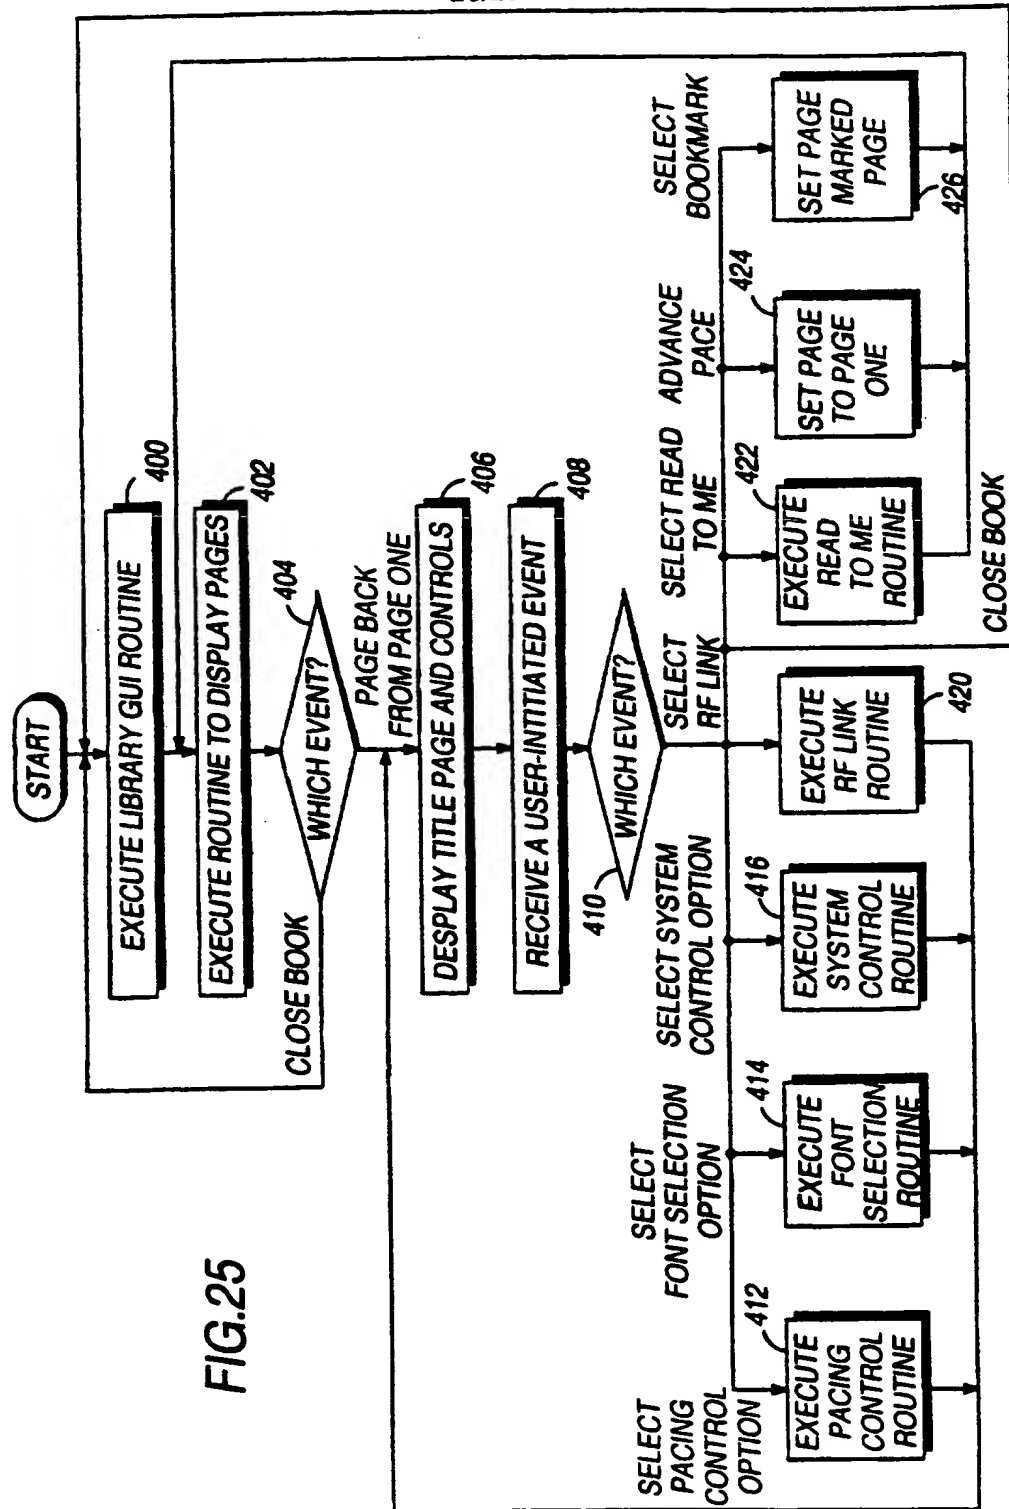 START
EXECUTE LIBRARY GUI ROUTINE
400
EXECUTE ROUTINE TO DISPLAY PAGES
402
WHICH EVENT?
404
CLOSE BOOK
PAGE BACK
FROM PAGE ONE
DESPLAY TITLE PAGE AND CONTROLS
406
RECEIVE A USER-INTITIATED EVENT
408
WHICH EVENT?
410
SELECT
PACING
CONTROL
OPTION
SELECT
FONT SELECTION
OPTION
SELECT SYSTEM
CONTROL OPTION
SELECT
RF LINK
SELECT READ
TO ME
ADVANCE
PACE
SELECT
BOOKMARK
412
EXECUTE
PACING
CONTROL
ROUTINE
414
EXECUTE
FONT
SELECTION
ROUTINE
416
EXECUTE
SYSTEM
CONTROL
ROUTINE
EXECUTE
RF LINK
ROUTINE
420
422
EXECUTE
READ
TO ME
ROUTINE
424
SET PAGE
TO PAGE
ONE
SET PAGE
MARKED
PAGE
426
CLOSE BOOK
FIG.25